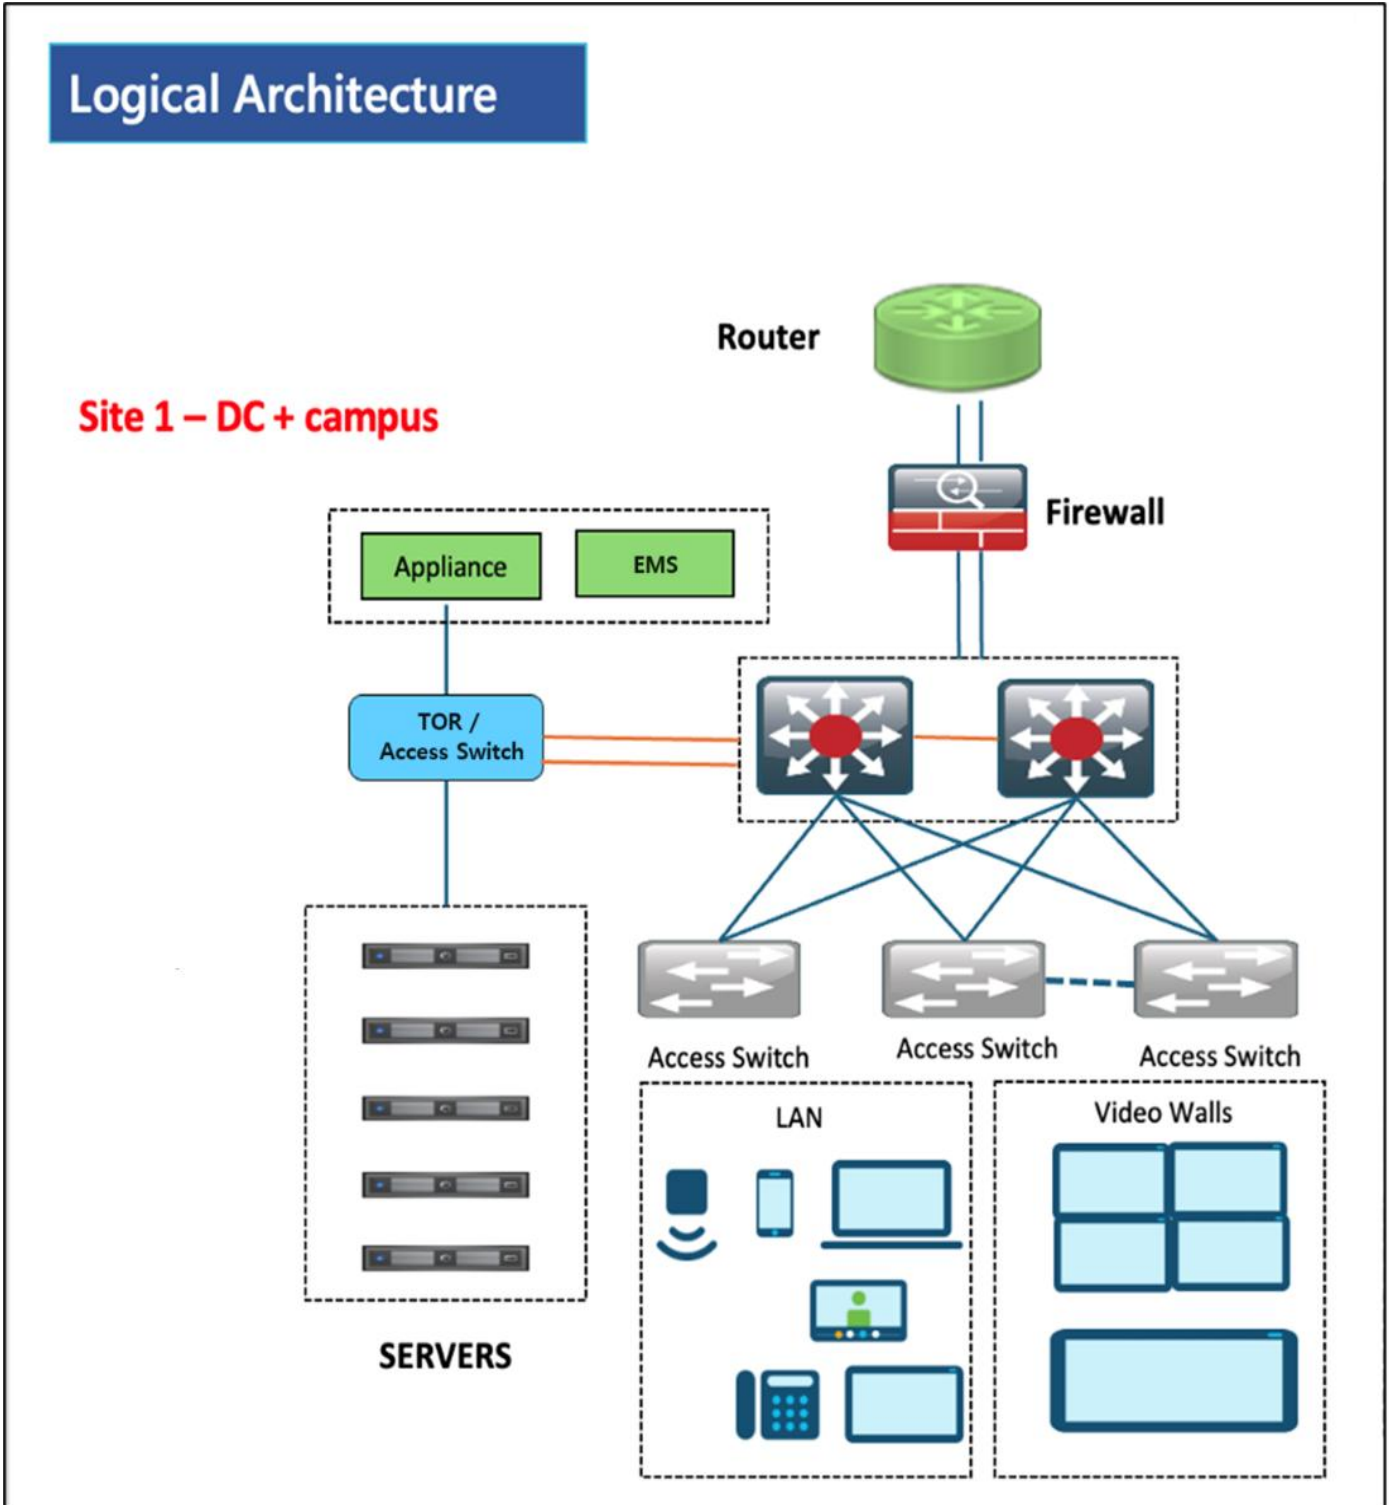 Logical Architecture
Router
Site 1 – DC + campus
Firewall
Appliance
EMS
TOR /
Access Switch
Access Switch
Access Switch
Access Switch
LAN
Video Walls
SERVERS